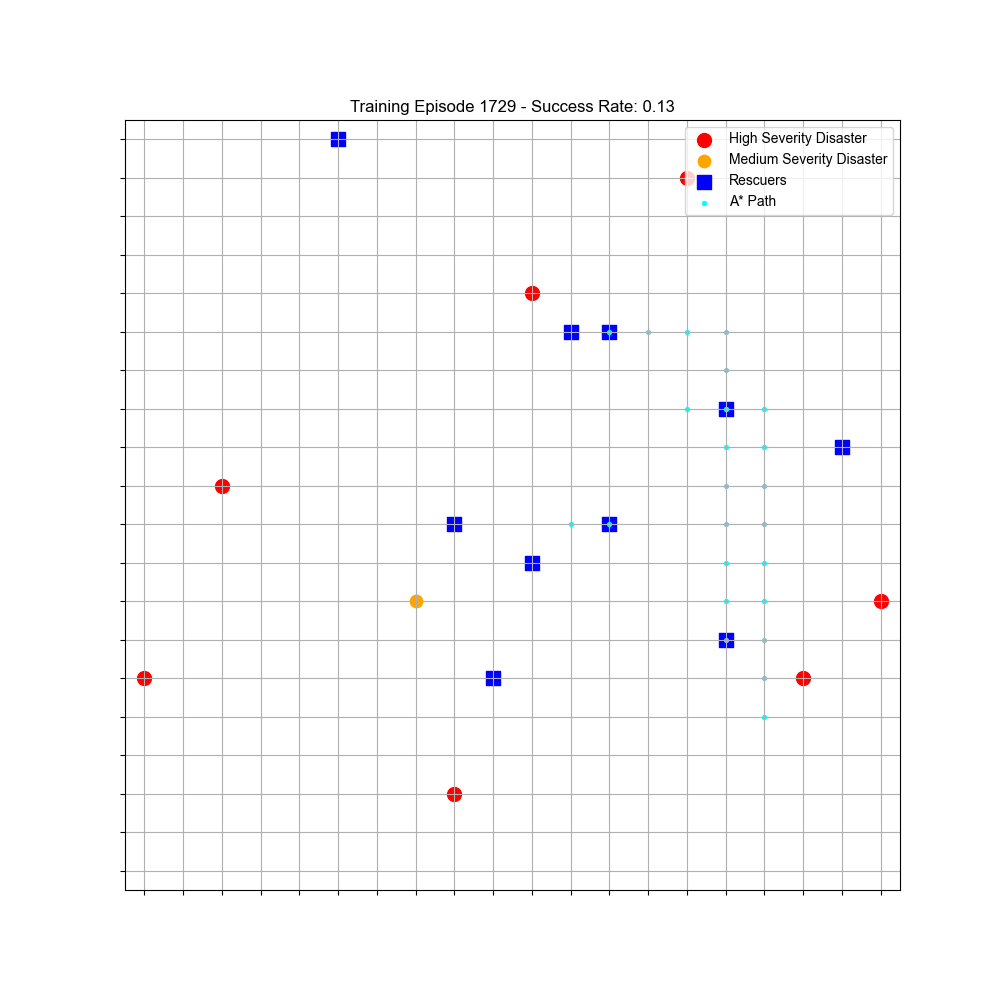 Training Episode 1729 - Success Rate: 0.13
High Severity Disaster
Medium Severity Disaster
Rescuers
A* Path